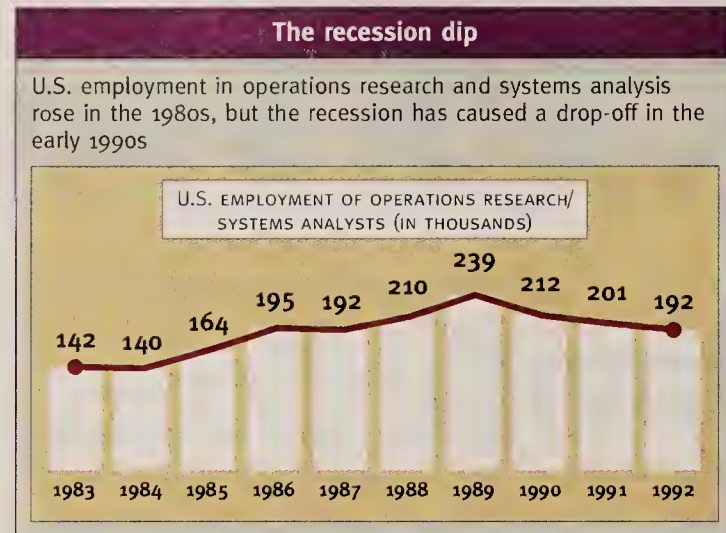 The recession dip
U.S. employment in operations research and systems analysis
rose in the 1980s, but the recession has caused a drop-off in the
early 1990s
U.S. EMPLOYMENT OF OPERATIONS RESEARCH/
SYSTEMS ANALYSTS (IN THOUSANDS)
142 140 164 195 192 210 239 212 201 192
1983 1984 1985 1986 1987 1988 1989 1990 1991 1992